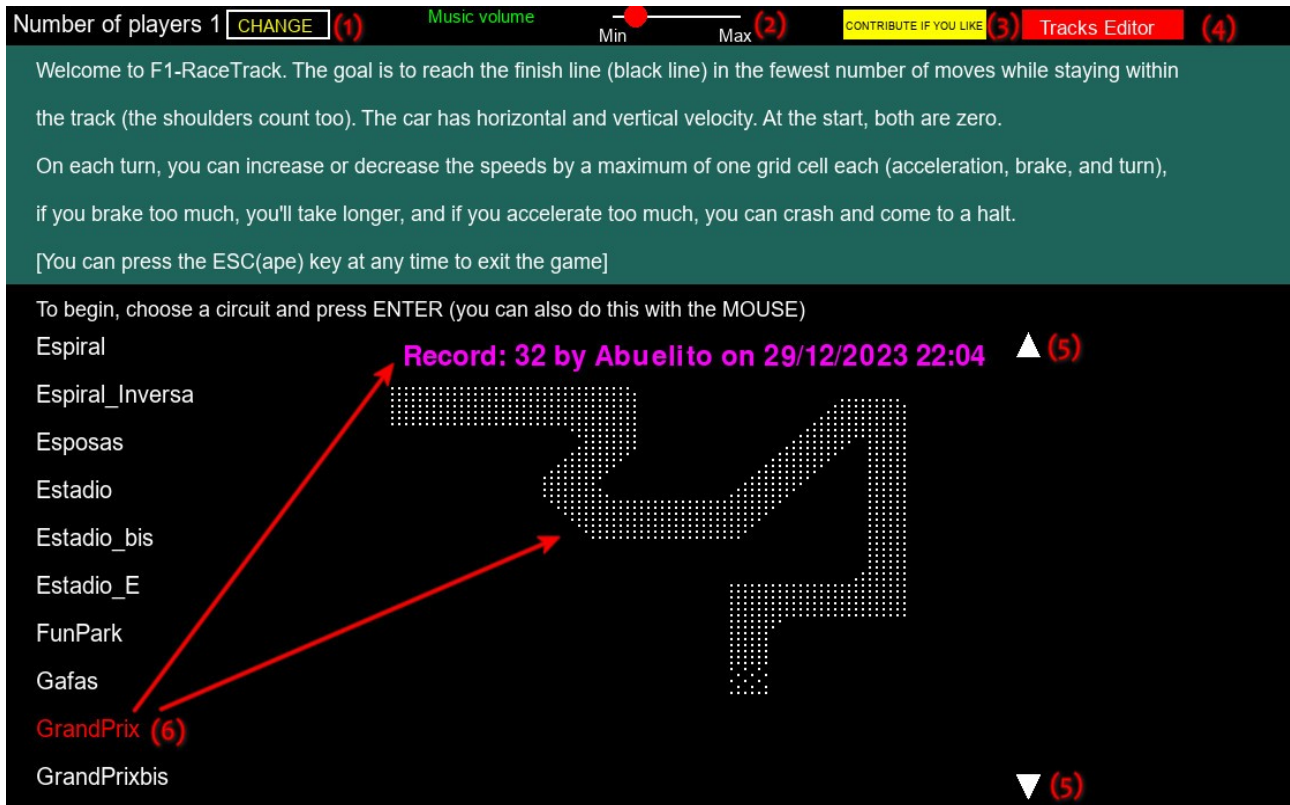 Number of players 1 CHANGE (1) Music volume Min Max (2) CONTRIBUTE IF YOU LIKE (3) Tracks Editor (4)
Welcome to F1-RaceTrack. The goal is to reach the finish line (black line) in the fewest number of moves while staying within
the track (the shoulders count too). The car has horizontal and vertical velocity. At the start, both are zero.
On each turn, you can increase or decrease the speeds by a maximum of one grid cell each (acceleration, brake, and turn),
if you brake too much, you'll take longer, and if you accelerate too much, you can crash and come to a halt.
[You can press the ESC(ape) key at any time to exit the game]
To begin, choose a circuit and press ENTER (you can also do this with the MOUSE)
Espiral
Record: 32 by Abuelito on 29/12/2023 22:04 (5)
Espiral_Inversa
Esposas
Estadio
Estadio_bis
Estadio_E
FunPark
Gafas
GrandPrix (6)
GrandPrixbis
(5)